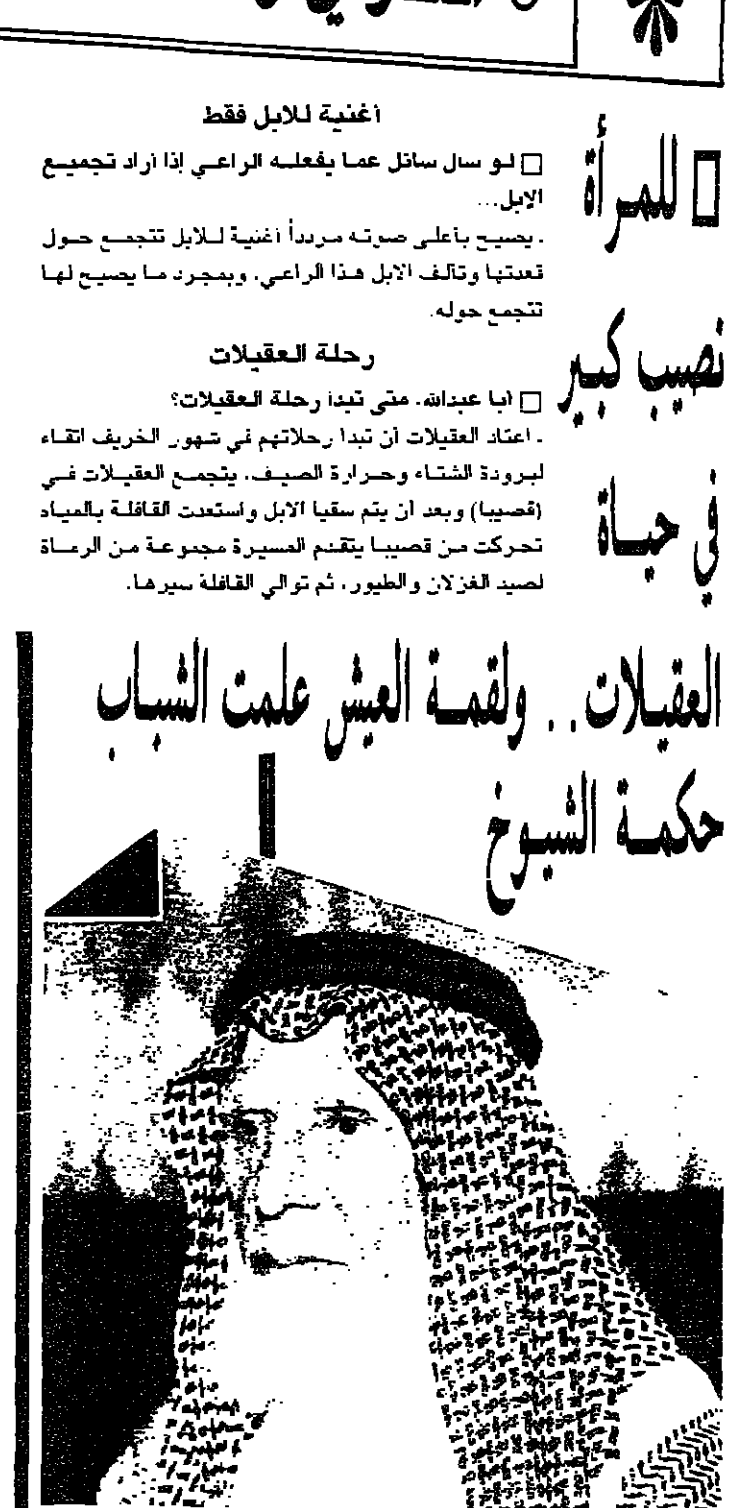 أغنية للابل فقط
□ لو سال سائل عما يفعله الراعي إذا أراد تجميع
الإبل...
. يصيح بأعلى صوته مردداً أغنية للابل تتجمع حول
قعدتها وتآلف الابل هذا الراعي. وبمجرد ما يصيح لها
تتجمع حوله.
رحلة العقيلات
□ أبا عبدالله. متى تبدأ رحلة العقيلات؟
. اعتاد العقيلات أن تبدأ رحلاتهم في شهور الخريف اتقاء
لبرودة الشتاء وحرارة الصيف. يتجمع العقيلات في
(قصيبا) وبعد أن يتم سقيا الابل واستعدت القافلة بالمياه
تحركت من قصيبا يتقدم المسيرة مجموعة من الرعاة
لصيد الغزلان والطيور، ثم توالي القافلة سيرها.
□ للمرأة
نصيب كبير
في حياة
العقيلات.. ولقمة العيش علمت الشباب
حكمة الشيوخ